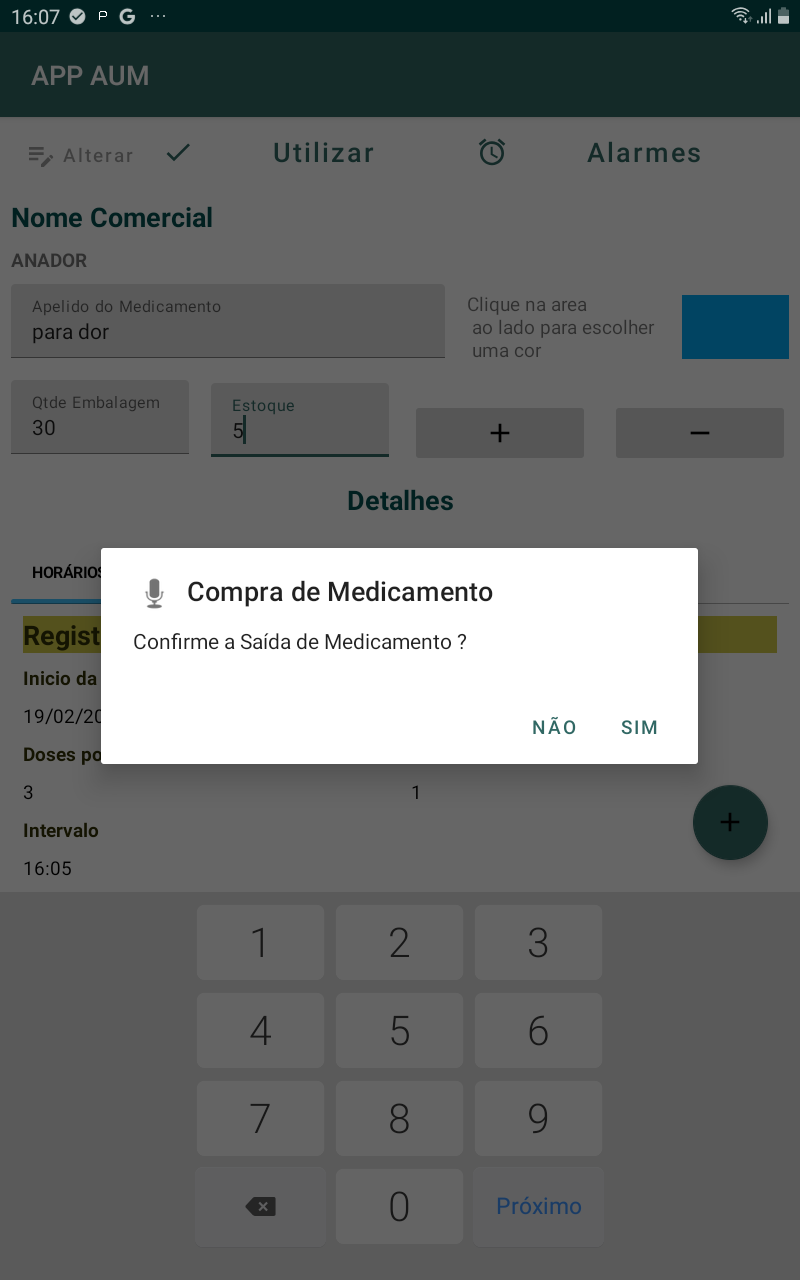 16:07
APP AUM
Alterar Utilizar Alarmes
Nome Comercial
ANADOR
Apelido do Medicamento
para dor
Clique na area
ao lado para escolher
uma cor
Qtde Embalagem
30
Estoque
5
+ −
Detalhes
HORÁRIOS
Compra de Medicamento
Confirme a Saída de Medicamento ?
NÃO SIM
Regist
Inicio da
19/02/20
Doses po
3 1
Intervalo
16:05
+
1 2 3
4 5 6
7 8 9
0 Próximo